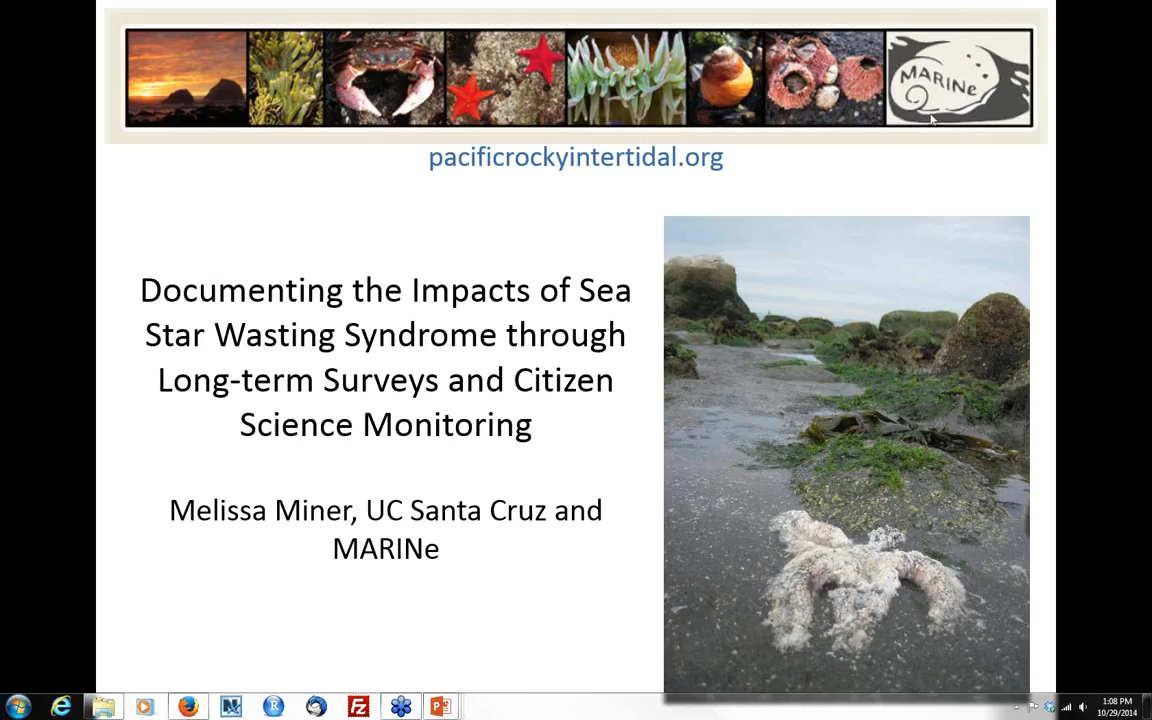 MARINe
pacificrockyintertidal.org
Documenting the Impacts of Sea
Star Wasting Syndrome through
Long-term Surveys and Citizen
Science Monitoring
Melissa Miner, UC Santa Cruz and
MARINe
1:08 PM
10/29/2014